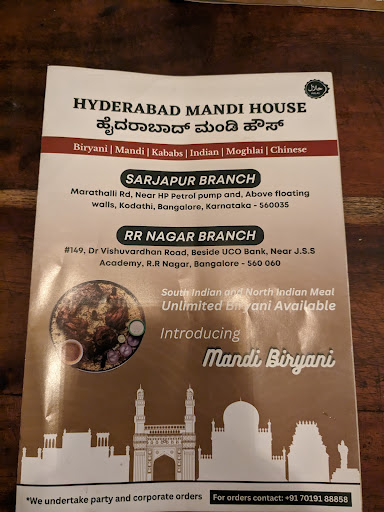 حلال
HALAL
HYDERABAD MANDI HOUSE
ಹೈದರಾಬಾದ್ ಮಂಡಿ ಹೌಸ್
Biryani | Mandi | Kababs | Indian | Moghlai | Chinese
SARJAPUR BRANCH
Marathalli Rd, Near HP Petrol pump and, Above floating
walls, Kodathi, Bangalore, Karnataka - 560035
RR NAGAR BRANCH
#149, Dr Vishuvardhan Road, Beside UCO Bank, Near J.S.S
Academy, R.R Nagar, Bangalore - 560 060
South Indian and North Indian Meal
Unlimited Biryani Available
Introducing
Mandi Biryani
*We undertake party and corporate orders
For orders contact: +91 70191 88858